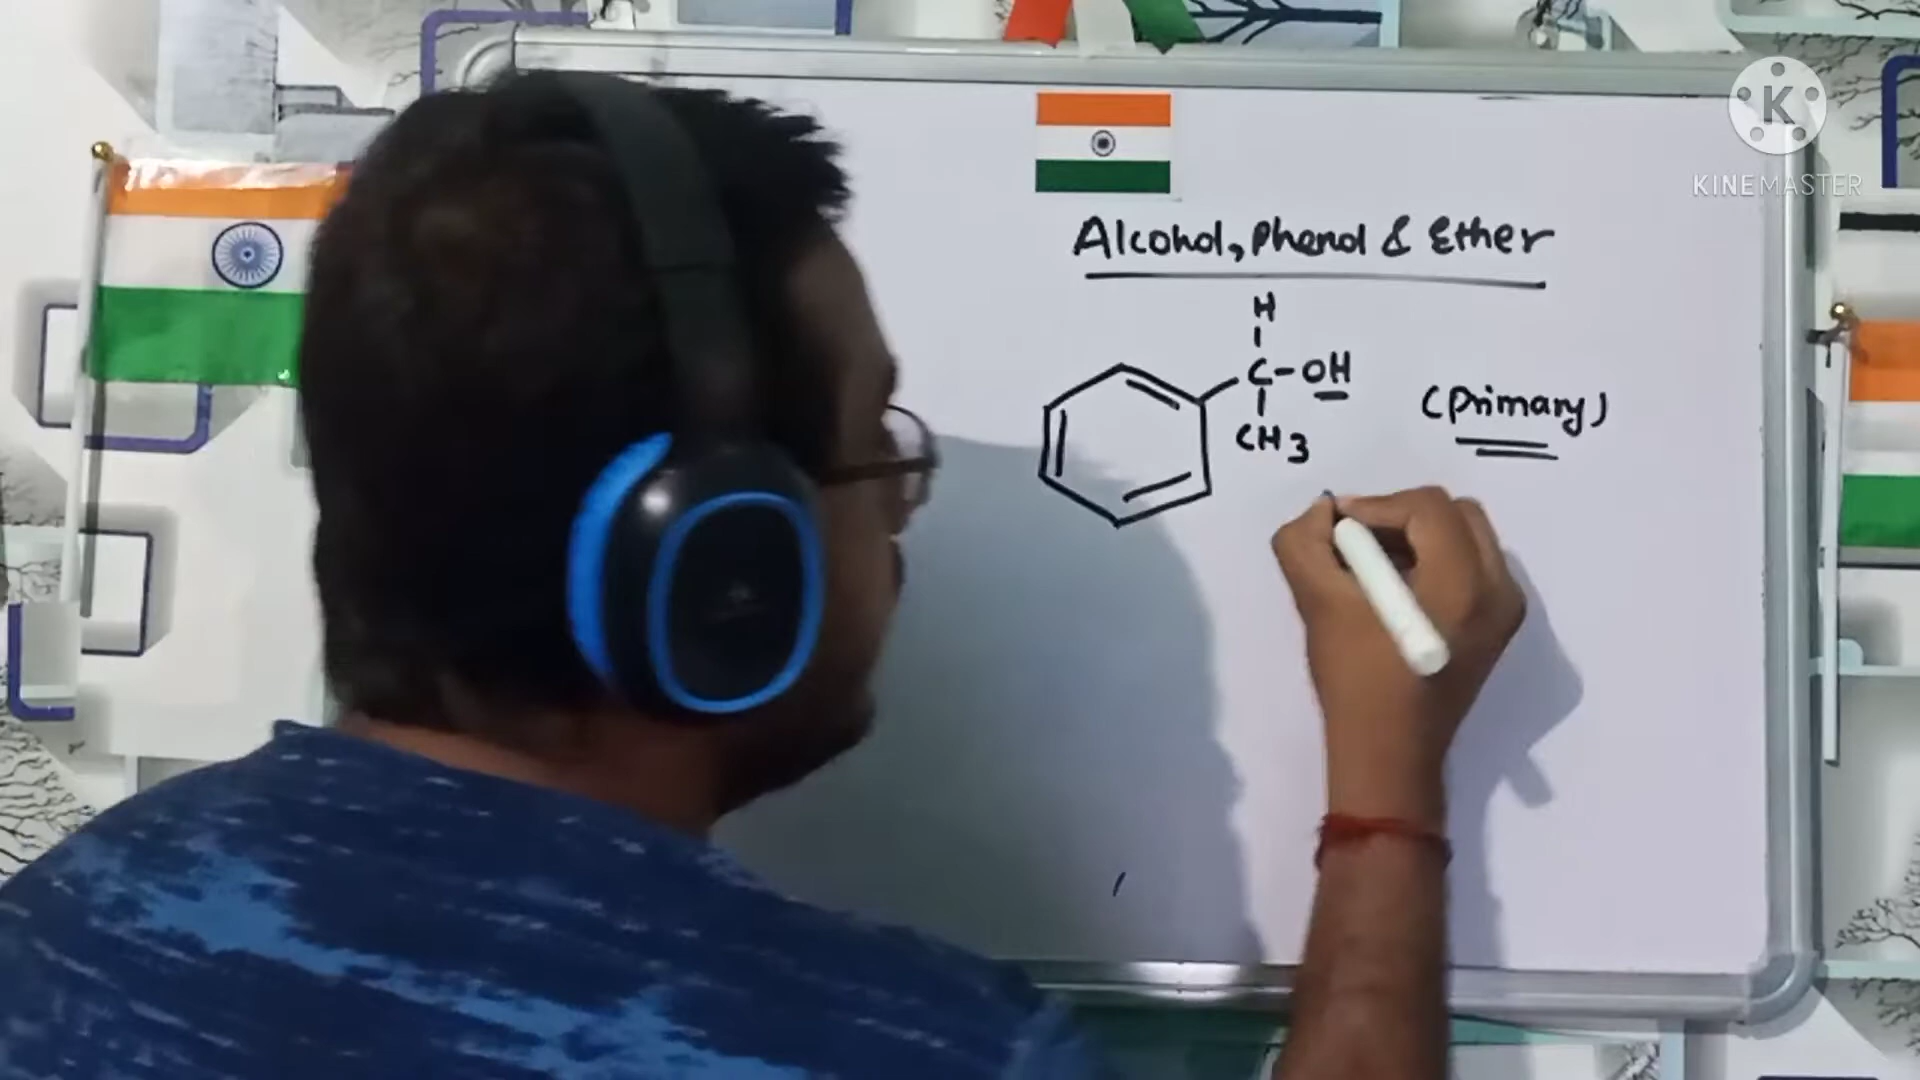 KINEMASTER
Alcohol, Phenol & Ether
H
C-OH
CH3
(Primary)